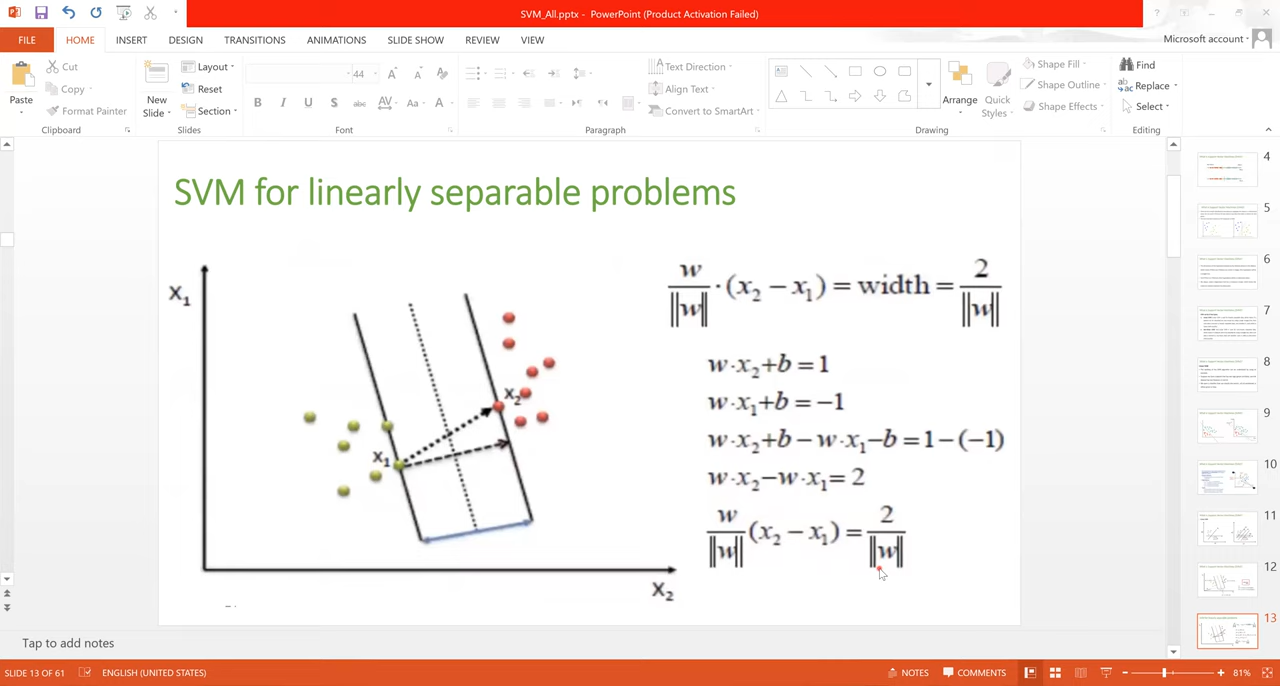 SVM_All.pptx - PowerPoint (Product Activation Failed)
FILE HOME INSERT DESIGN TRANSITIONS ANIMATIONS SLIDE SHOW REVIEW VIEW
Microsoft account
Paste
Cut
Copy
Format Painter
Clipboard
New Slide
Layout
Reset
Section
Slides
44
Font
Text Direction
Align Text
Convert to SmartArt
Paragraph
Arrange
Quick Styles
Shape Fill
Shape Outline
Shape Effects
Drawing
Find
Replace
Select
Editing
SVM for linearly separable problems
X₁
x₂
x₁
X₂
w/||w|| · (x₂ − x₁) = width = 2/||w||
w·x₂+b = 1
w·x₁+b = −1
w·x₂+b − w·x₁−b = 1−(−1)
w·x₂−w·x₁ = 2
w/||w|| (x₂ − x₁) = 2/||w||
4
5
6
7
8
9
10
11
12
13
Tap to add notes
SLIDE 13 OF 61 ENGLISH (UNITED STATES) NOTES COMMENTS 81%